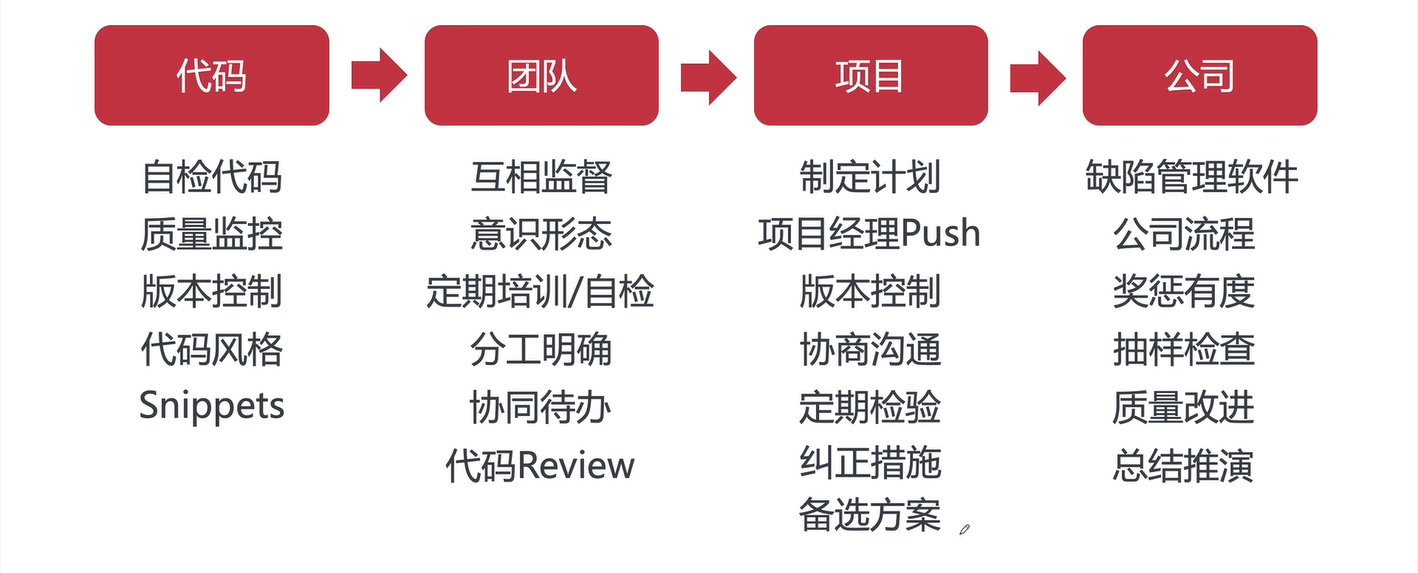 代码
团队
项目
公司
自检代码
质量监控
版本控制
代码风格
Snippets
互相监督
意识形态
定期培训/自检
分工明确
协同待办
代码Review
制定计划
项目经理Push
版本控制
协商沟通
定期检验
纠正措施
备选方案
缺陷管理软件
公司流程
奖惩有度
抽样检查
质量改进
总结推演